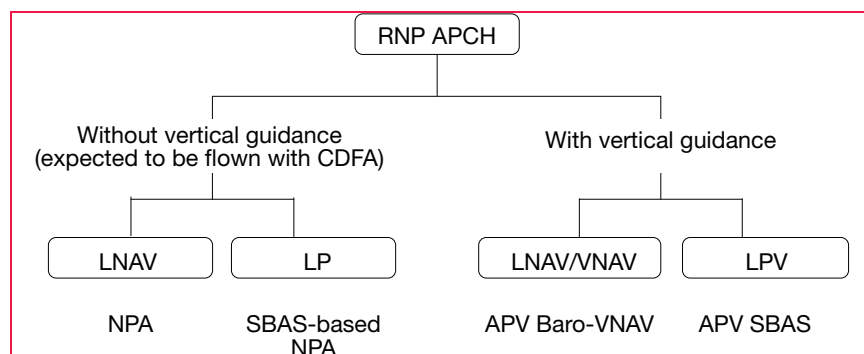 RNP APCH
Without vertical guidance
(expected to be flown with CDFA)
With vertical guidance
LNAV
LP
LNAV/VNAV
LPV
NPA
SBAS-based
NPA
APV Baro-VNAV
APV SBAS